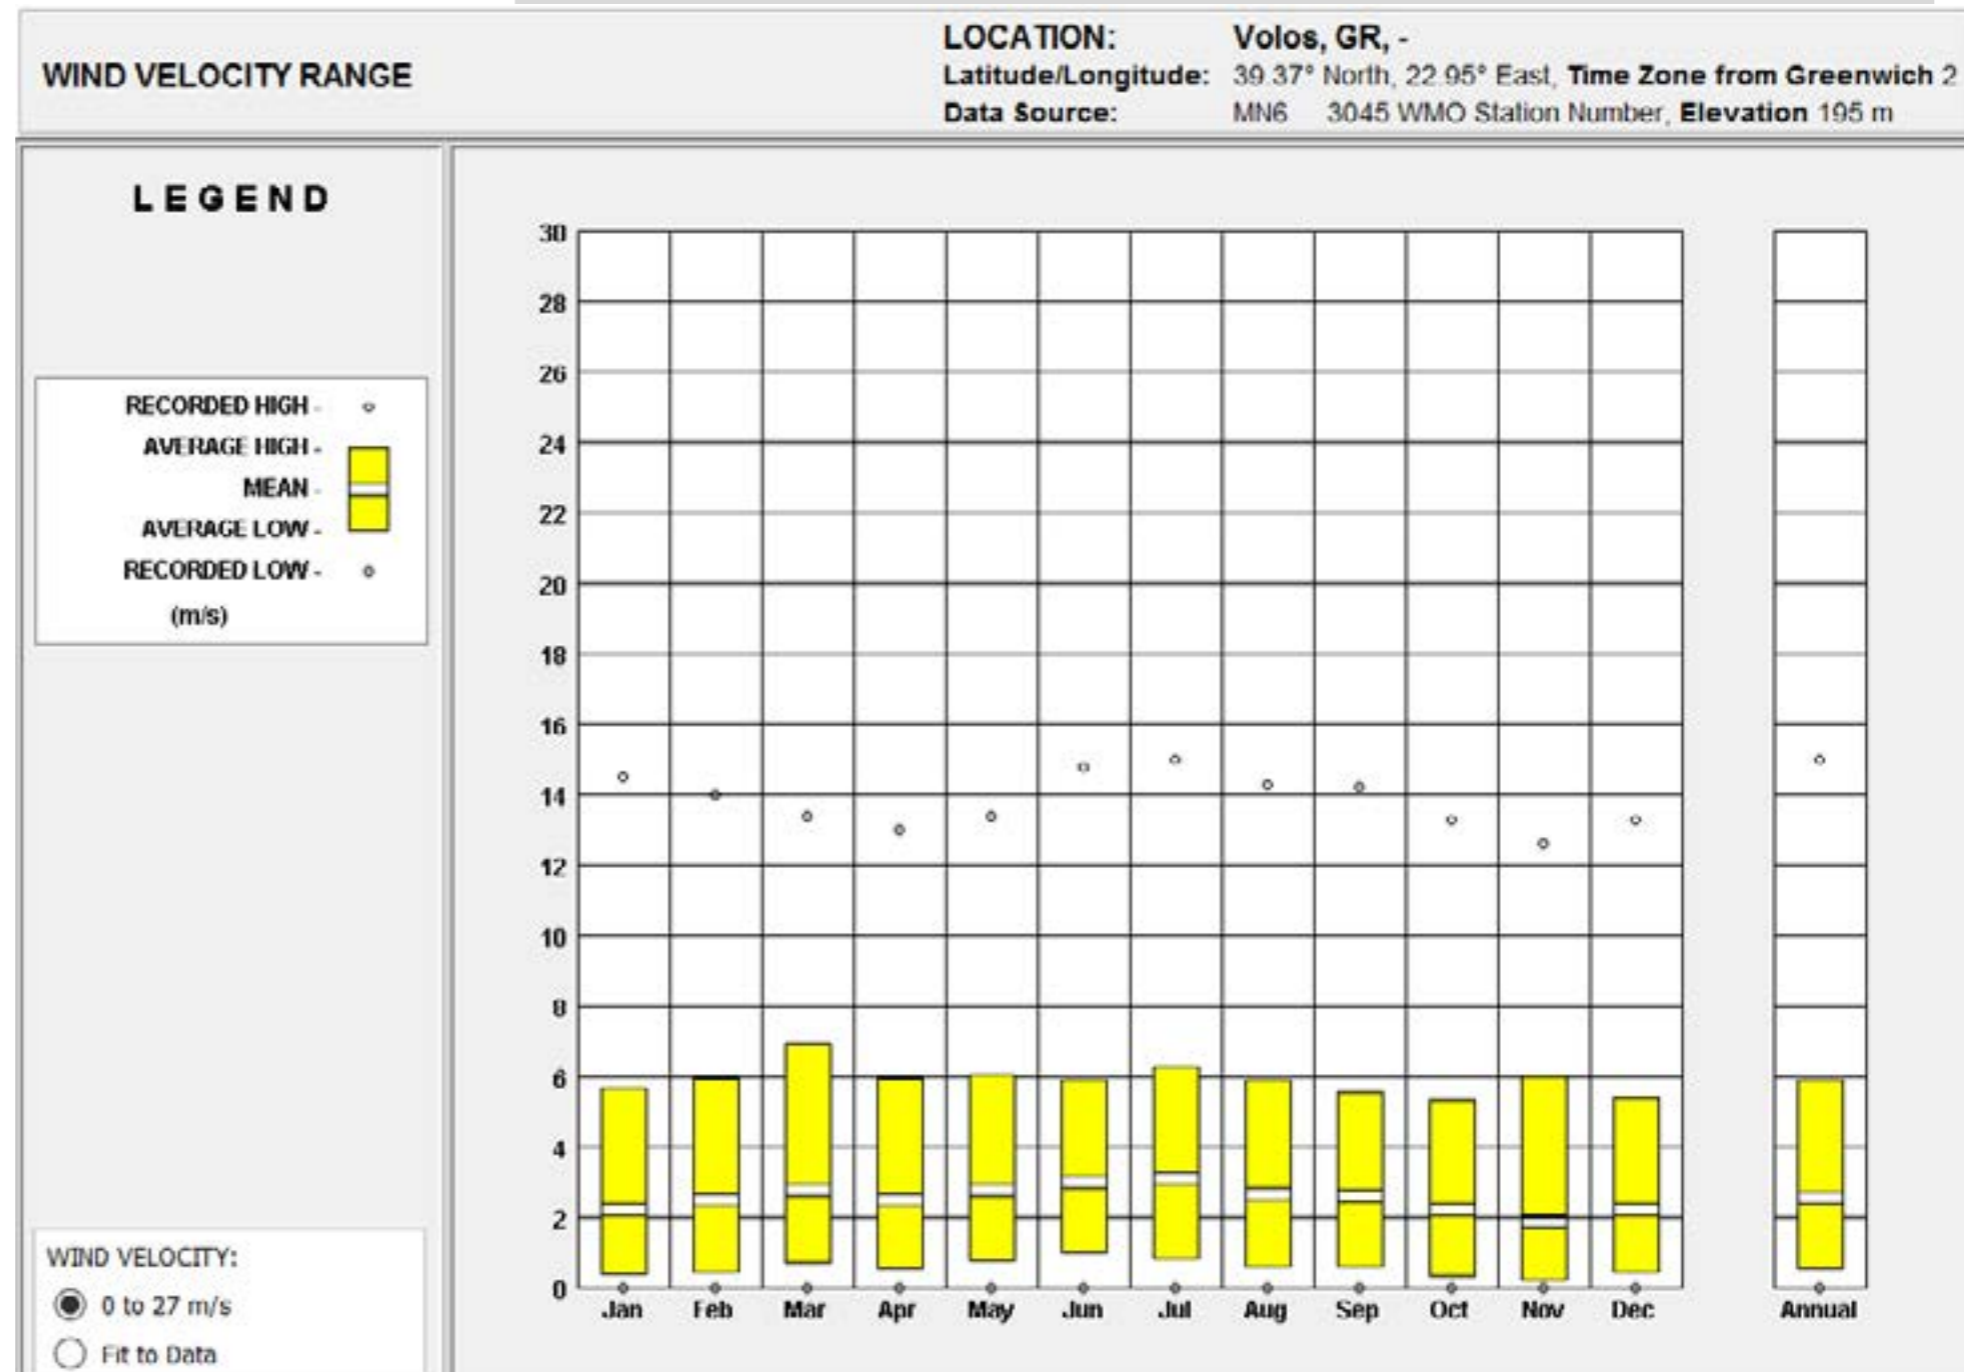 WIND VELOCITY RANGE
LOCATION: Volos, GR, -
Latitude/Longitude: 39.37° North, 22.95° East, Time Zone from Greenwich 2
Data Source: MN6 3045 WMO Station Number, Elevation 195 m
LEGEND
RECORDED HIGH -
AVERAGE HIGH -
MEAN -
AVERAGE LOW -
RECORDED LOW -
(m/s)
30
28
26
24
22
20
18
16
14
12
10
8
6
4
2
0
Jan Feb Mar Apr May Jun Jul Aug Sep Oct Nov Dec Annual
WIND VELOCITY:
0 to 27 m/s
Fit to Data